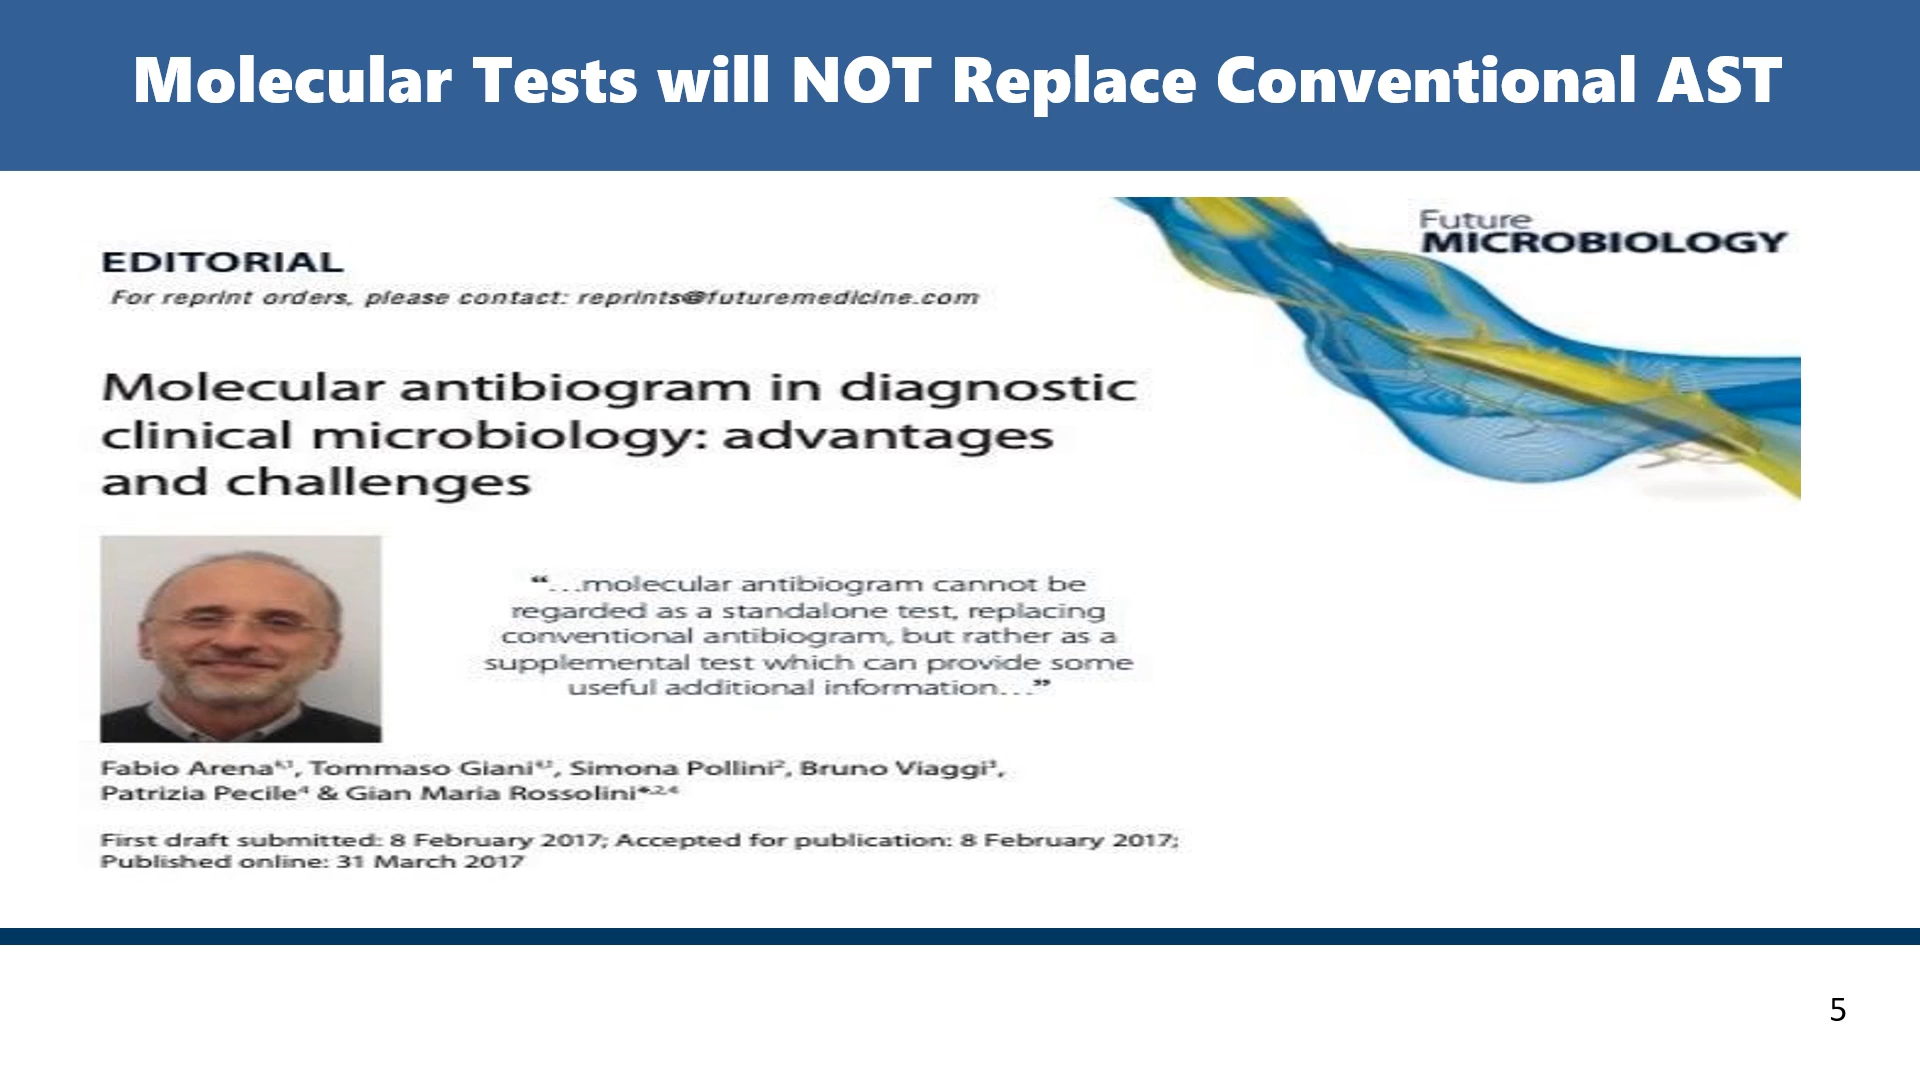 Molecular Tests will NOT Replace Conventional AST
Future
MICROBIOLOGY
EDITORIAL
For reprint orders, please contact: reprints@futuremedicine.com
Molecular antibiogram in diagnostic
clinical microbiology: advantages
and challenges
“…molecular antibiogram cannot be
regarded as a standalone test, replacing
conventional antibiogram, but rather as a
supplemental test which can provide some
useful additional information…”
Fabio Arena, Tommaso Giani, Simona Pollini², Bruno Viaggi³,
Patrizia Pecile⁴ & Gian Maria Rossolini*,2,4
First draft submitted: 8 February 2017; Accepted for publication: 8 February 2017;
Published online: 31 March 2017
5